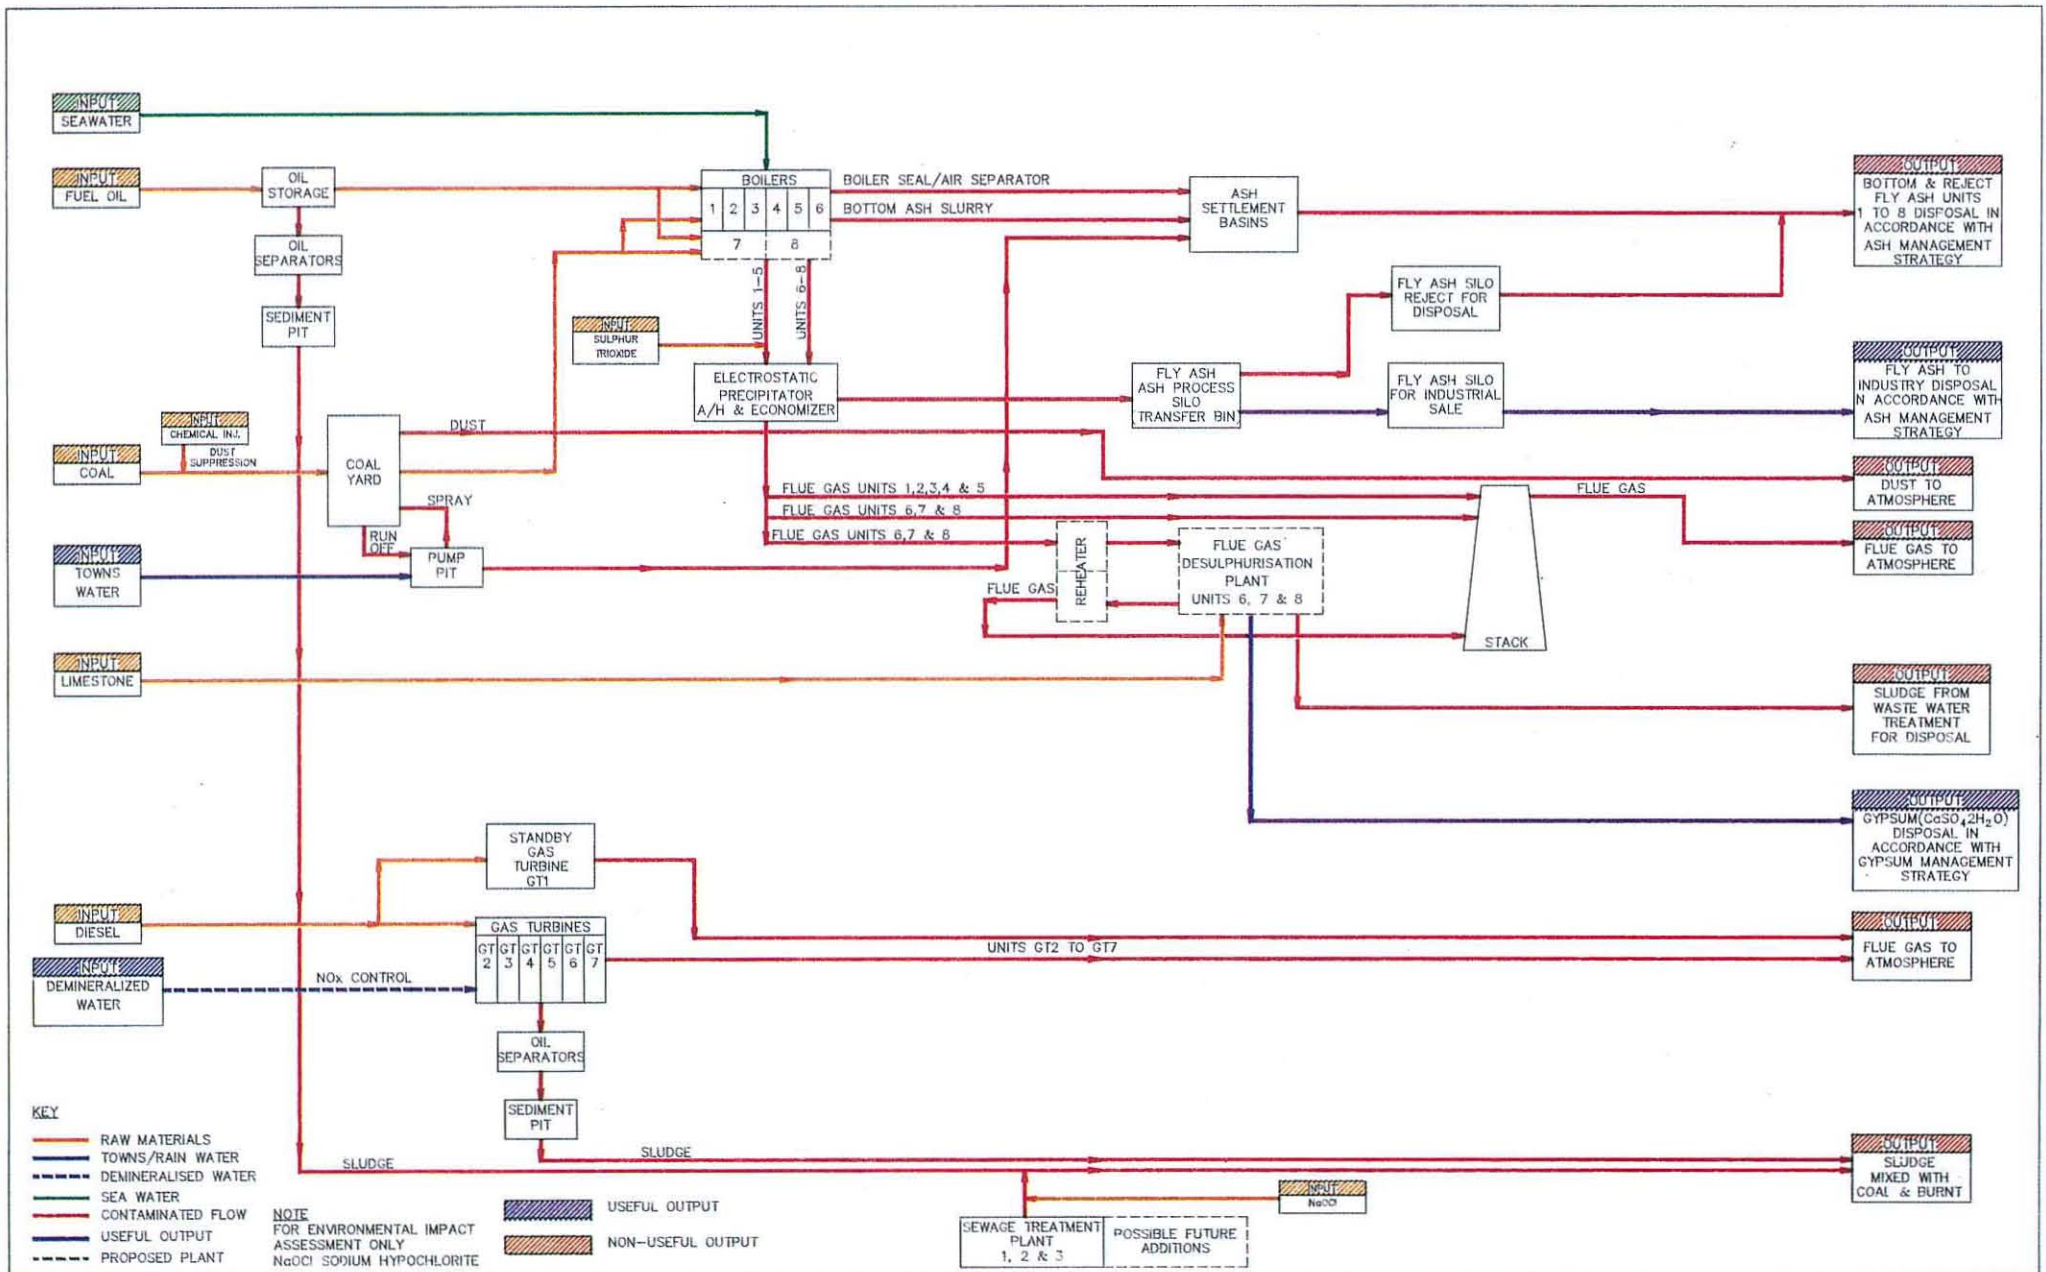 INPUT
SEAWATER
INPUT
FUEL OIL
OIL
STORAGE
OIL
SEPARATORS
SEDIMENT
PIT
BOILERS
1 2 3 4 5 6
7 8
BOILER SEAL/AIR SEPARATOR
BOTTOM ASH SLURRY
UNITS 1-5
UNITS 6-8
ASH
SETTLEMENT
BASINS
OUTPUT
BOTTOM & REJECT
FLY ASH UNITS
1 TO 8 DISPOSAL IN
ACCORDANCE WITH
ASH MANAGEMENT
STRATEGY
INPUT
SULPHUR
TRIOXIDE
ELECTROSTATIC
PRECIPITATOR
A/H & ECONOMIZER
FLY ASH
ASH PROCESS
SILO
(TRANSFER BIN)
FLY ASH SILO
REJECT FOR
DISPOSAL
FLY ASH SILO
FOR INDUSTRIAL
SALE
OUTPUT
FLY ASH TO
INDUSTRY DISPOSAL
IN ACCORDANCE WITH
ASH MANAGEMENT
STRATEGY
INPUT
CHEMICAL INJ.
DUST
SUPPRESSION
INPUT
COAL
COAL
YARD
DUST
SPRAY
RUN
OFF
PUMP
PIT
INPUT
TOWNS
WATER
OUTPUT
DUST TO
ATMOSPHERE
FLUE GAS UNITS 1,2,3,4 & 5
FLUE GAS UNITS 6,7 & 8
FLUE GAS UNITS 6,7 & 8
FLUE GAS
REHEATER
FLUE GAS
DESULPHURISATION
PLANT
UNITS 6, 7 & 8
STACK
FLUE GAS
OUTPUT
FLUE GAS TO
ATMOSPHERE
INPUT
LIMESTONE
OUTPUT
SLUDGE FROM
WASTE WATER
TREATMENT
FOR DISPOSAL
OUTPUT
GYPSUM(CaSO₄2H₂O)
DISPOSAL IN
ACCORDANCE WITH
GYPSUM MANAGEMENT
STRATEGY
STANDBY
GAS
TURBINE
GT1
INPUT
DIESEL
GAS TURBINES
GT GT GT GT GT GT
2 3 4 5 6 7
UNITS GT2 TO GT7
OUTPUT
FLUE GAS TO
ATMOSPHERE
INPUT
DEMINERALIZED
WATER
NOx CONTROL
OIL
SEPARATORS
SEDIMENT
PIT
SLUDGE
SLUDGE
OUTPUT
SLUDGE
MIXED WITH
COAL & BURNT
INPUT
NaOCl
SEWAGE TREATMENT
PLANT
1, 2 & 3
POSSIBLE FUTURE
ADDITIONS
KEY
RAW MATERIALS
TOWNS/RAIN WATER
DEMINERALISED WATER
SEA WATER
CONTAMINATED FLOW
USEFUL OUTPUT
PROPOSED PLANT
NOTE
FOR ENVIRONMENTAL IMPACT
ASSESSMENT ONLY
NaOCl SODIUM HYPOCHLORITE
USEFUL OUTPUT
NON-USEFUL OUTPUT